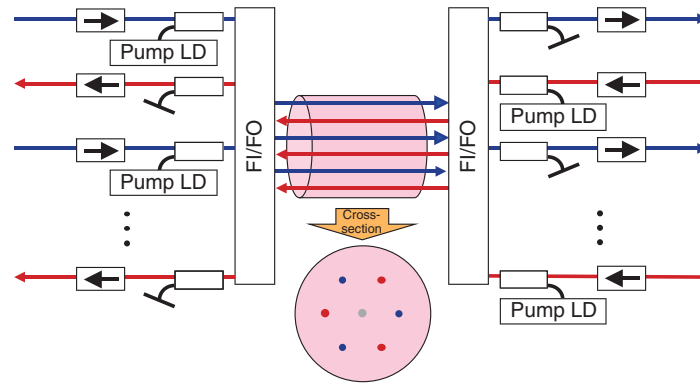 Pump LD
Pump LD
FI/FO
FI/FO
Pump LD
Pump LD
Cross-
section
Pump LD